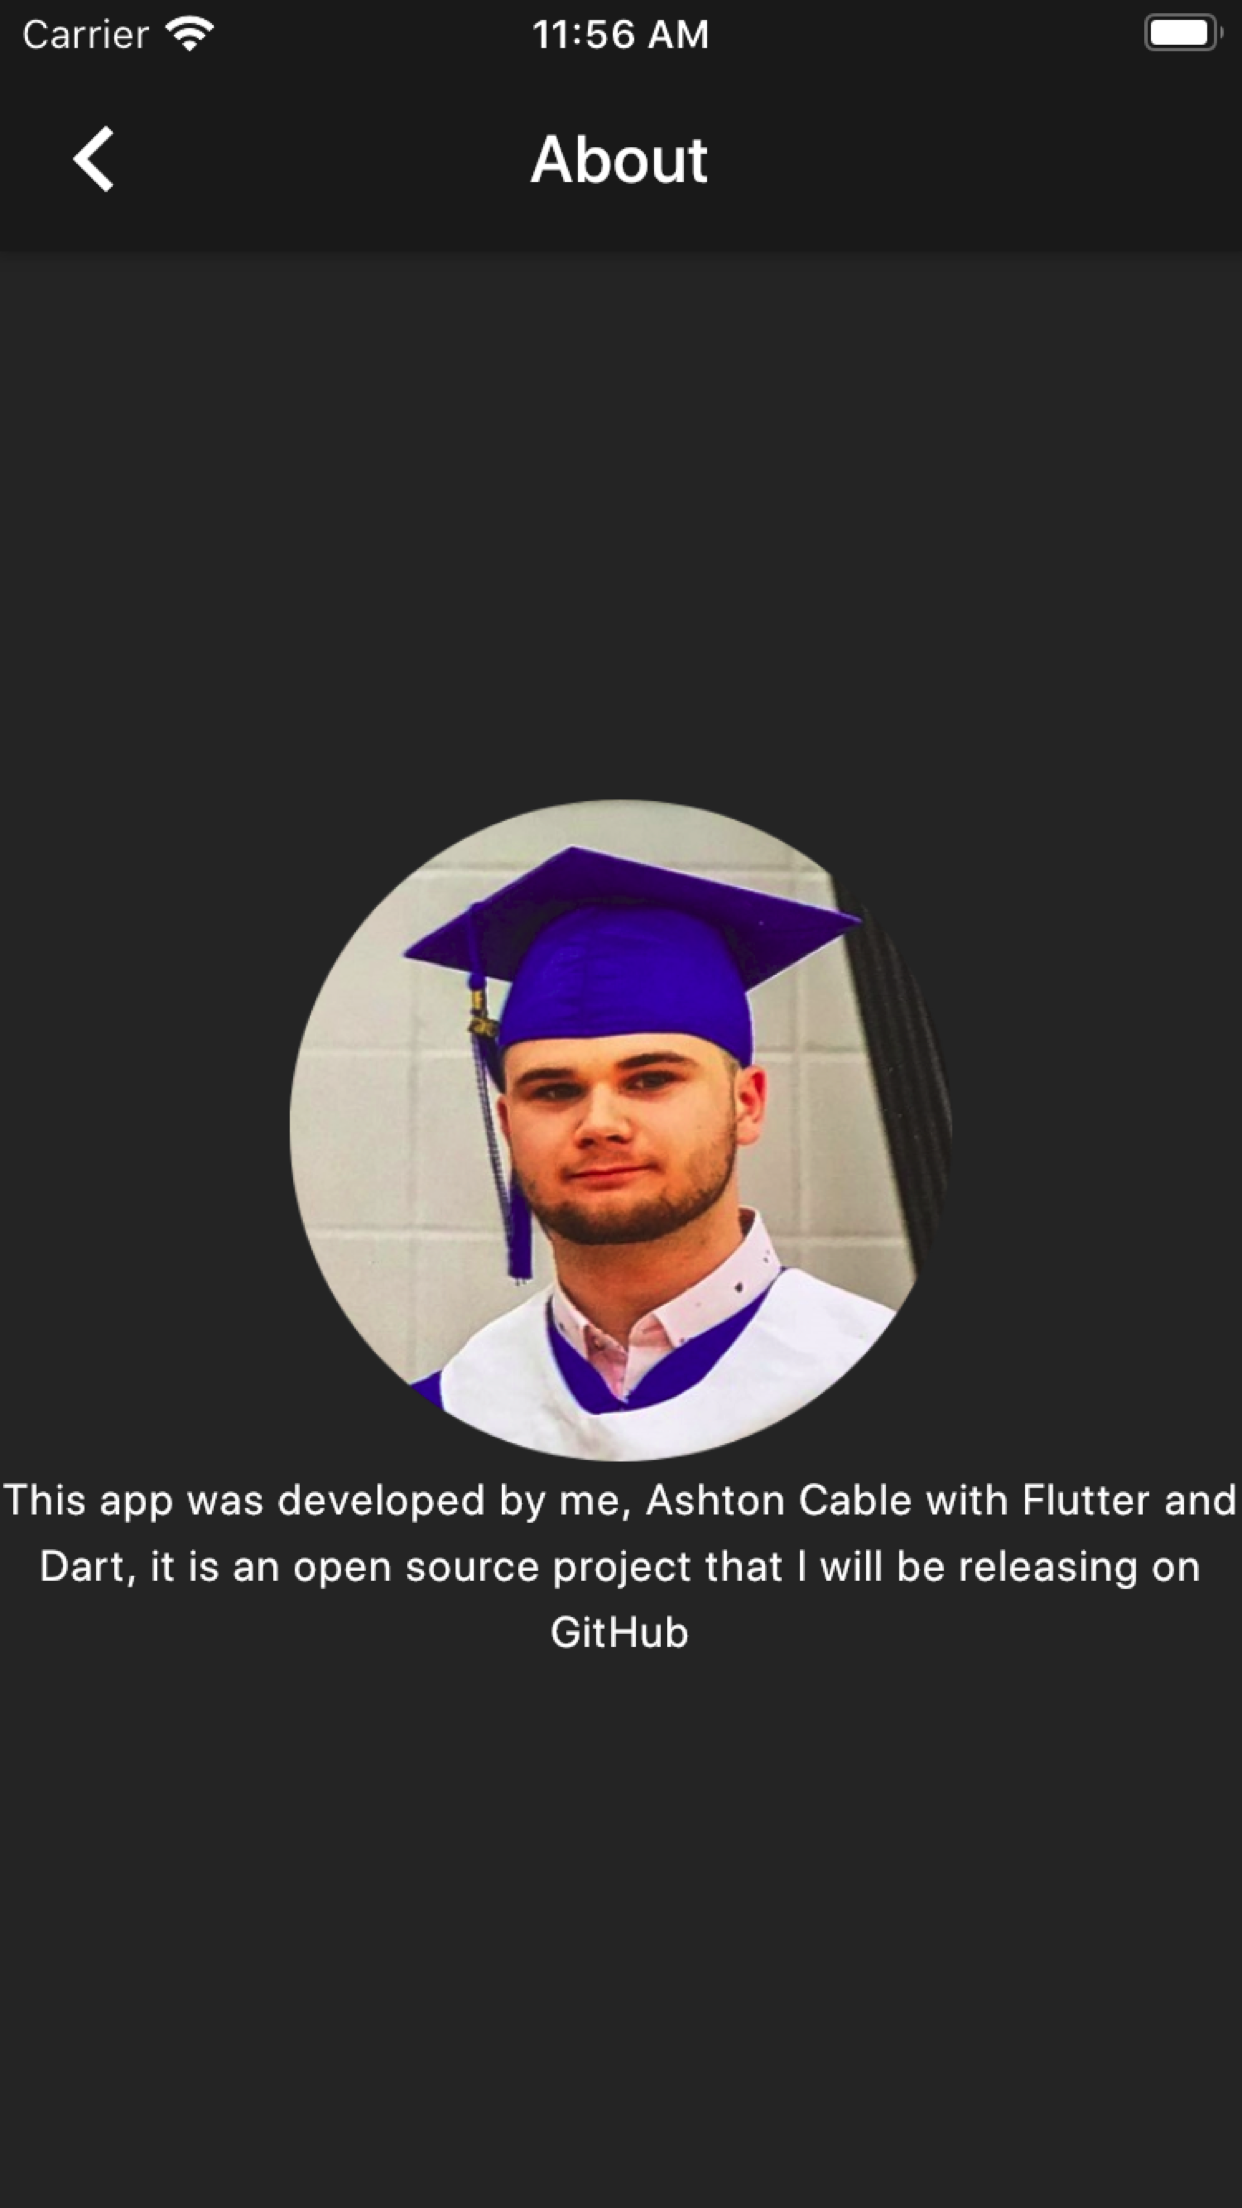 Carrier 11:56 AM
About
This app was developed by me, Ashton Cable with Flutter and
Dart, it is an open source project that I will be releasing on
GitHub